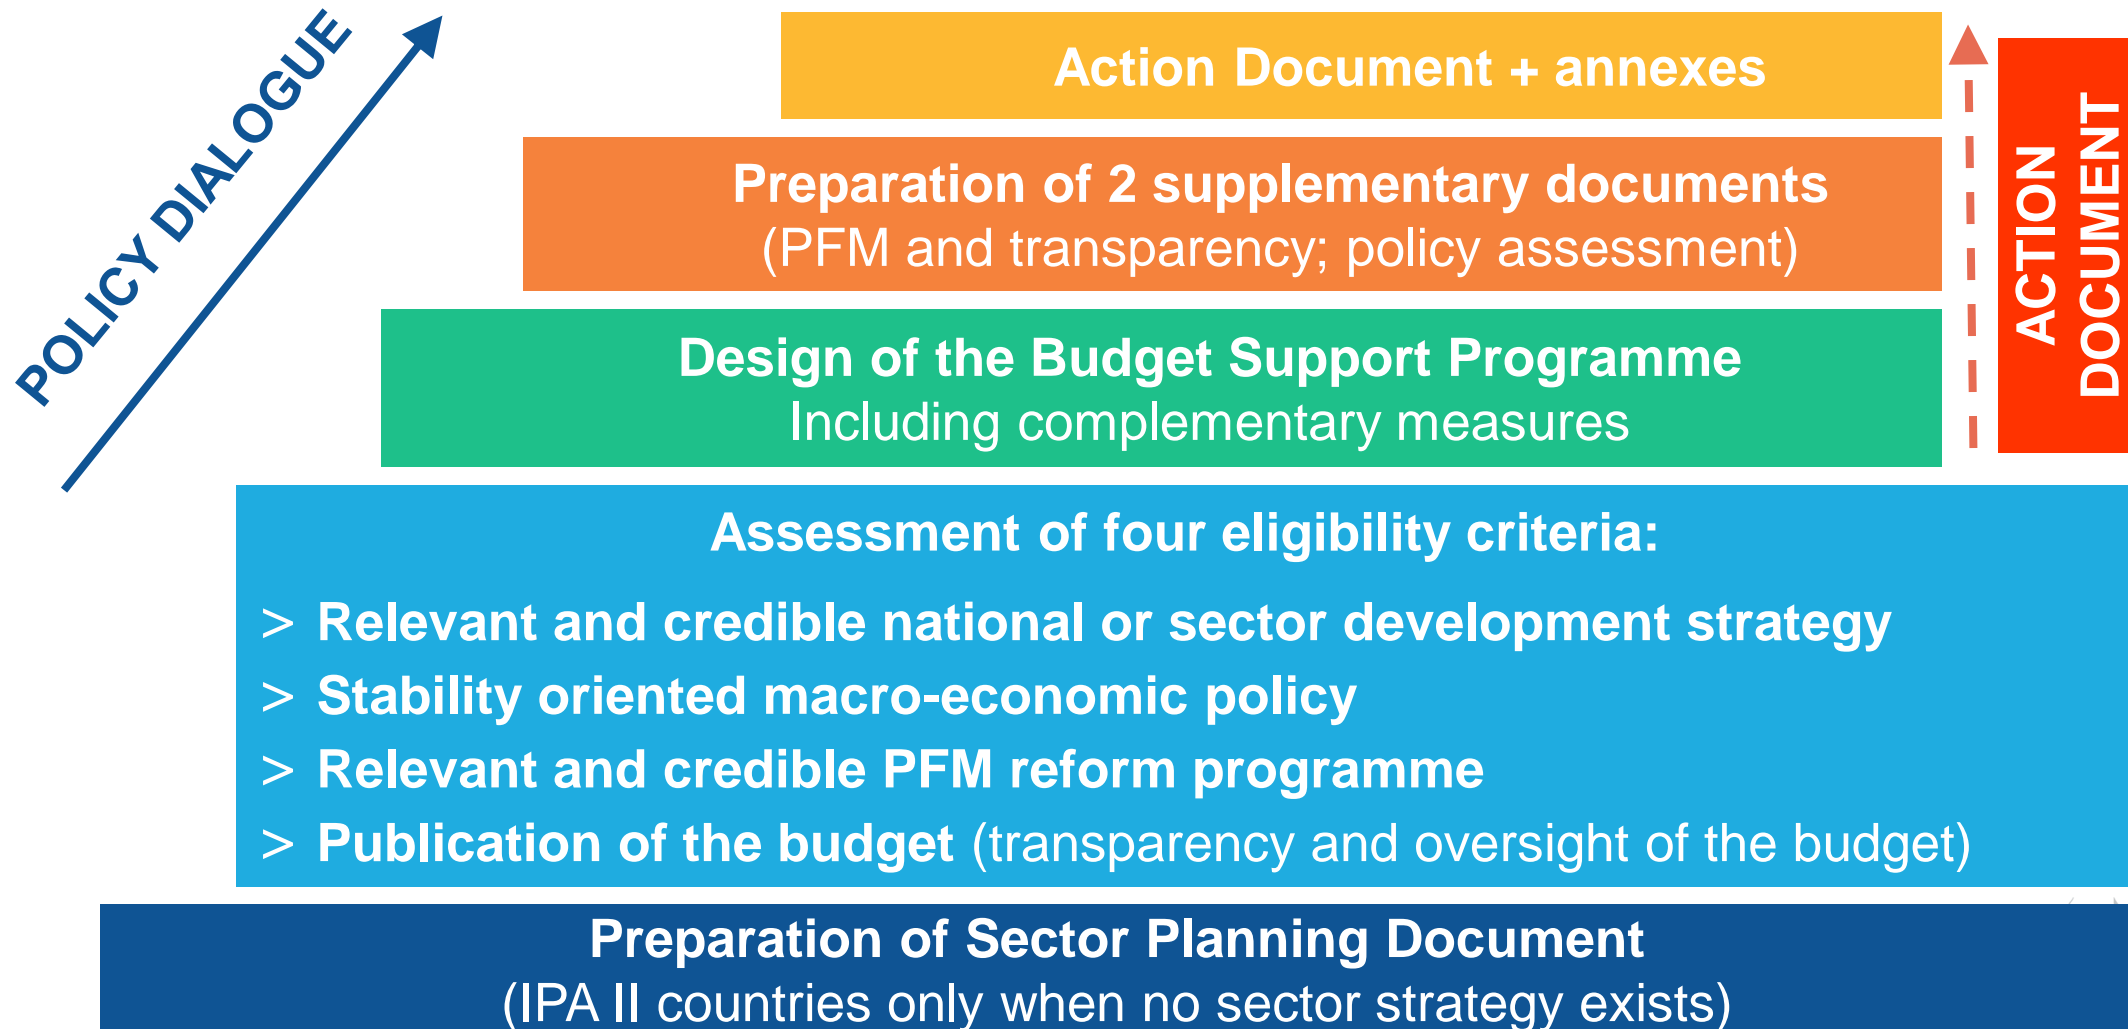 POLICY DIALOGUE
Action Document + annexes
Preparation of 2 supplementary documents
(PFM and transparency; policy assessment)
Design of the Budget Support Programme
Including complementary measures
ACTION
DOCUMENT
Assessment of four eligibility criteria:
> Relevant and credible national or sector development strategy
> Stability oriented macro-economic policy
> Relevant and credible PFM reform programme
> Publication of the budget (transparency and oversight of the budget)
Preparation of Sector Planning Document
(IPA II countries only when no sector strategy exists)